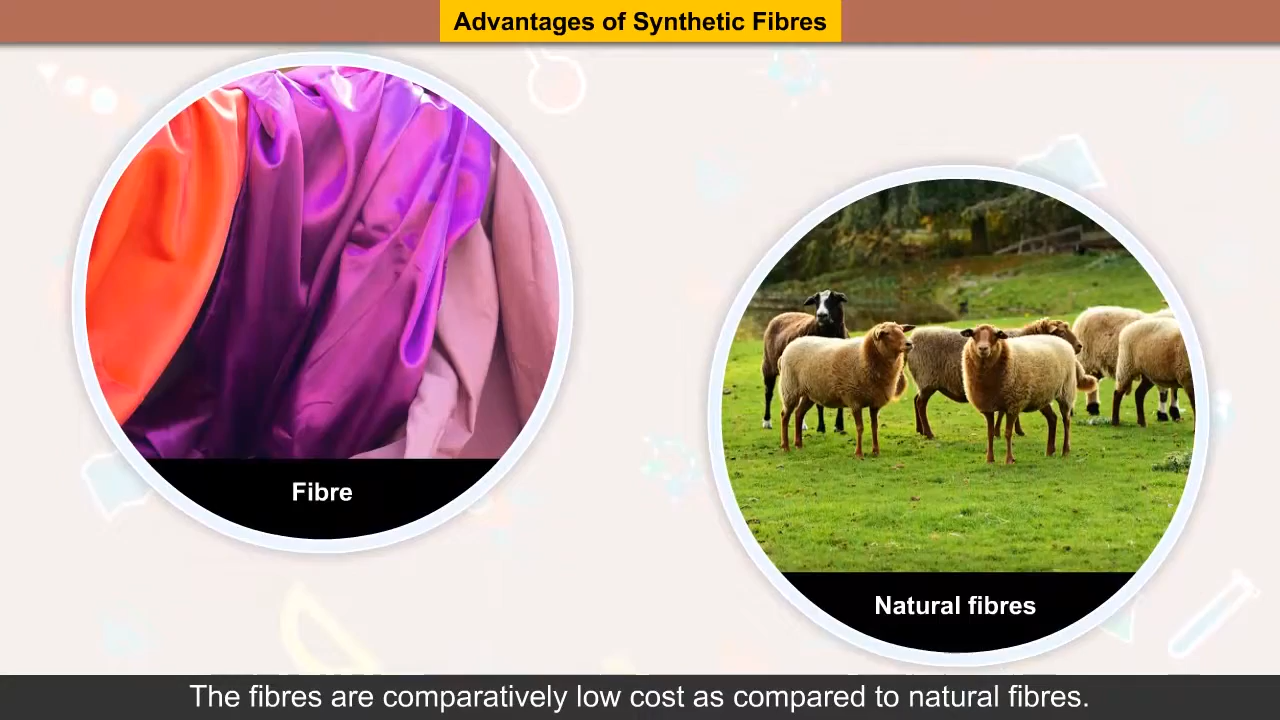 Advantages of Synthetic Fibres
Fibre
Natural fibres
The fibres are comparatively low cost as compared to natural fibres.